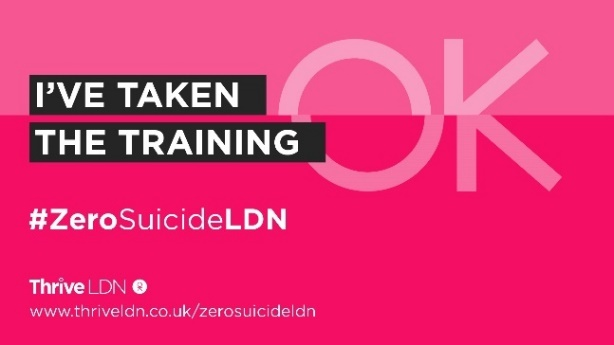 OK
I'VE TAKEN
THE TRAINING
#ZeroSuicideLDN
Thrive LDN
www.thriveldn.co.uk/zerosuicideldn